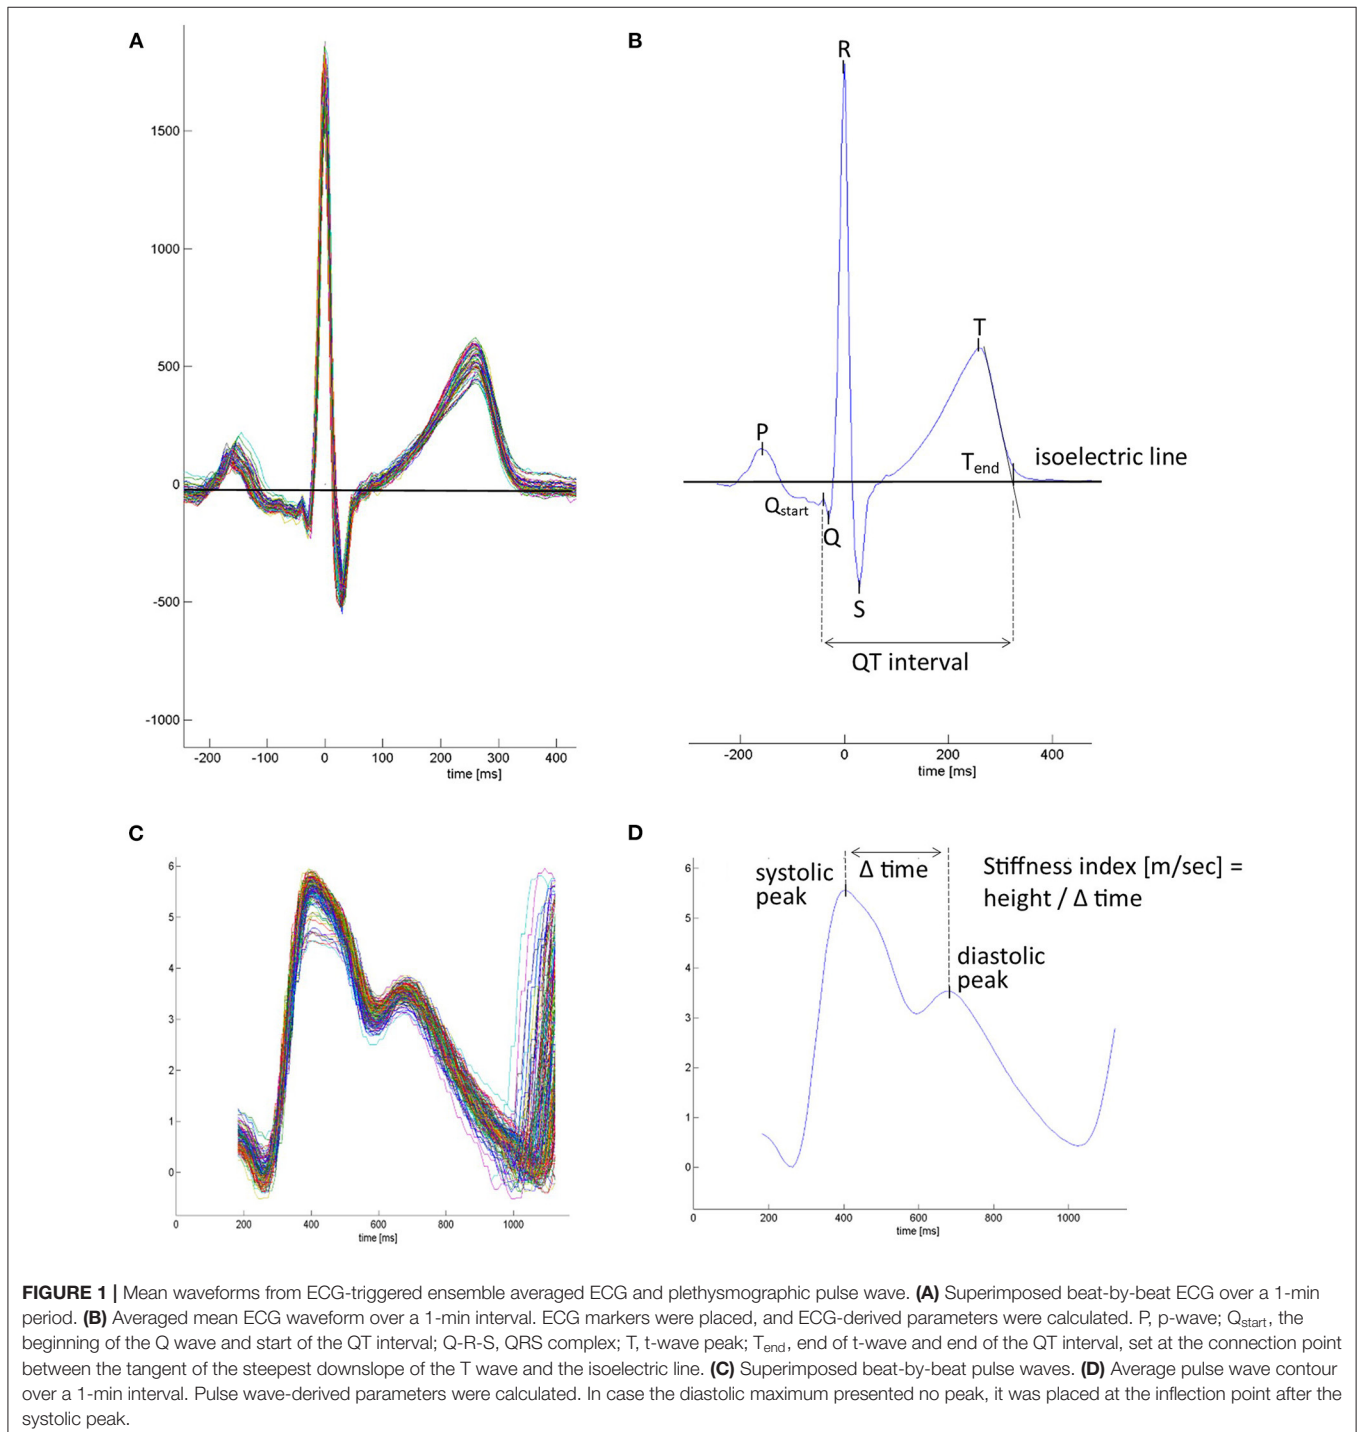 A
1500
1000
500
0
-500
-1000
-200
-100
0
100
200
300
400
time [ms]
B
R
T
P
T_end
isoelectric line
Q_start
Q
S
QT interval
-200
0
200
400
time [ms]
C
6
5
4
3
2
1
0
0
200
400
600
800
1000
time [ms]
D
systolic
peak
Δ time
Stiffness index [m/sec] =
height / Δ time
diastolic
peak
6
5
4
3
2
1
0
0
200
400
600
800
1000
time [ms]
FIGURE 1 | Mean waveforms from ECG-triggered ensemble averaged ECG and plethysmographic pulse wave. (A) Superimposed beat-by-beat ECG over a 1-min
period. (B) Averaged mean ECG waveform over a 1-min interval. ECG markers were placed, and ECG-derived parameters were calculated. P, p-wave; Q_start, the
beginning of the Q wave and start of the QT interval; Q-R-S, QRS complex; T, t-wave peak; T_end, end of t-wave and end of the QT interval, set at the connection point
between the tangent of the steepest downslope of the T wave and the isoelectric line. (C) Superimposed beat-by-beat pulse waves. (D) Average pulse wave contour
over a 1-min interval. Pulse wave-derived parameters were calculated. In case the diastolic maximum presented no peak, it was placed at the inflection point after the
systolic peak.